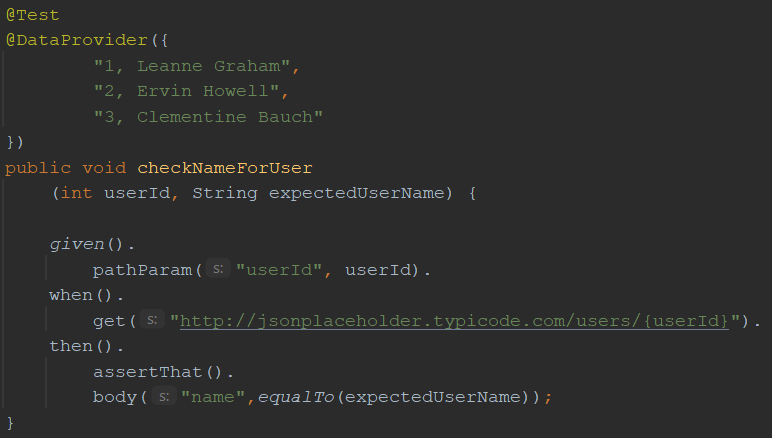 @Test
@DataProvider({
"1, Leanne Graham",
"2, Ervin Howell",
"3, Clementine Bauch"
})
public void checkNameForUser
(int userId, String expectedUserName) {
given().
pathParam( s: "userId", userId).
when().
get( s: "http://jsonplaceholder.typicode.com/users/{userId}").
then().
assertThat().
body( s: "name",equalTo(expectedUserName));
}